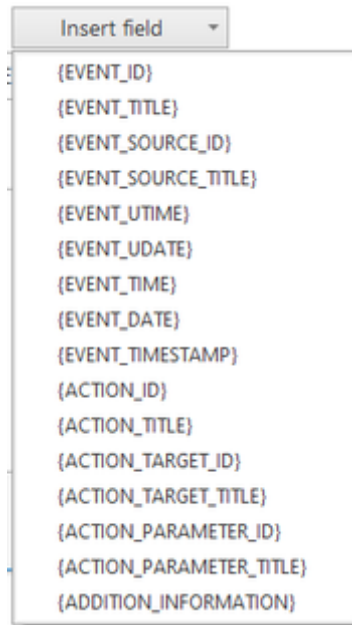 Insert field
{EVENT_ID}
{EVENT_TITLE}
{EVENT_SOURCE_ID}
{EVENT_SOURCE_TITLE}
{EVENT_UTIME}
{EVENT_UDATE}
{EVENT_TIME}
{EVENT_DATE}
{EVENT_TIMESTAMP}
{ACTION_ID}
{ACTION_TITLE}
{ACTION_TARGET_ID}
{ACTION_TARGET_TITLE}
{ACTION_PARAMETER_ID}
{ACTION_PARAMETER_TITLE}
{ADDITION_INFORMATION}